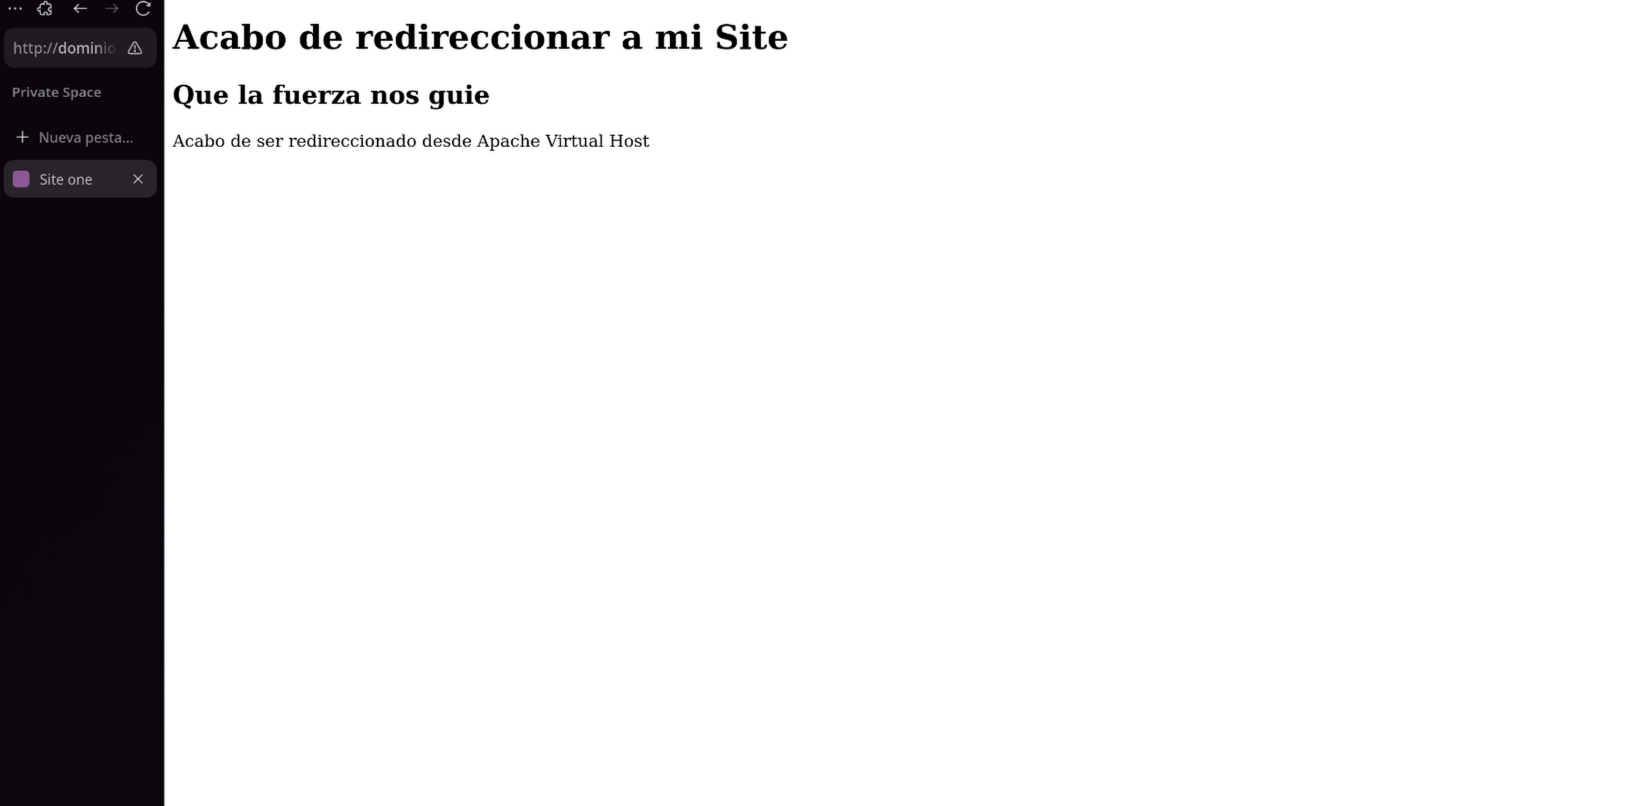 http://dominio
Private Space
Nueva pesta...
Site one
Acabo de redireccionar a mi Site
Que la fuerza nos guie
Acabo de ser redireccionado desde Apache Virtual Host